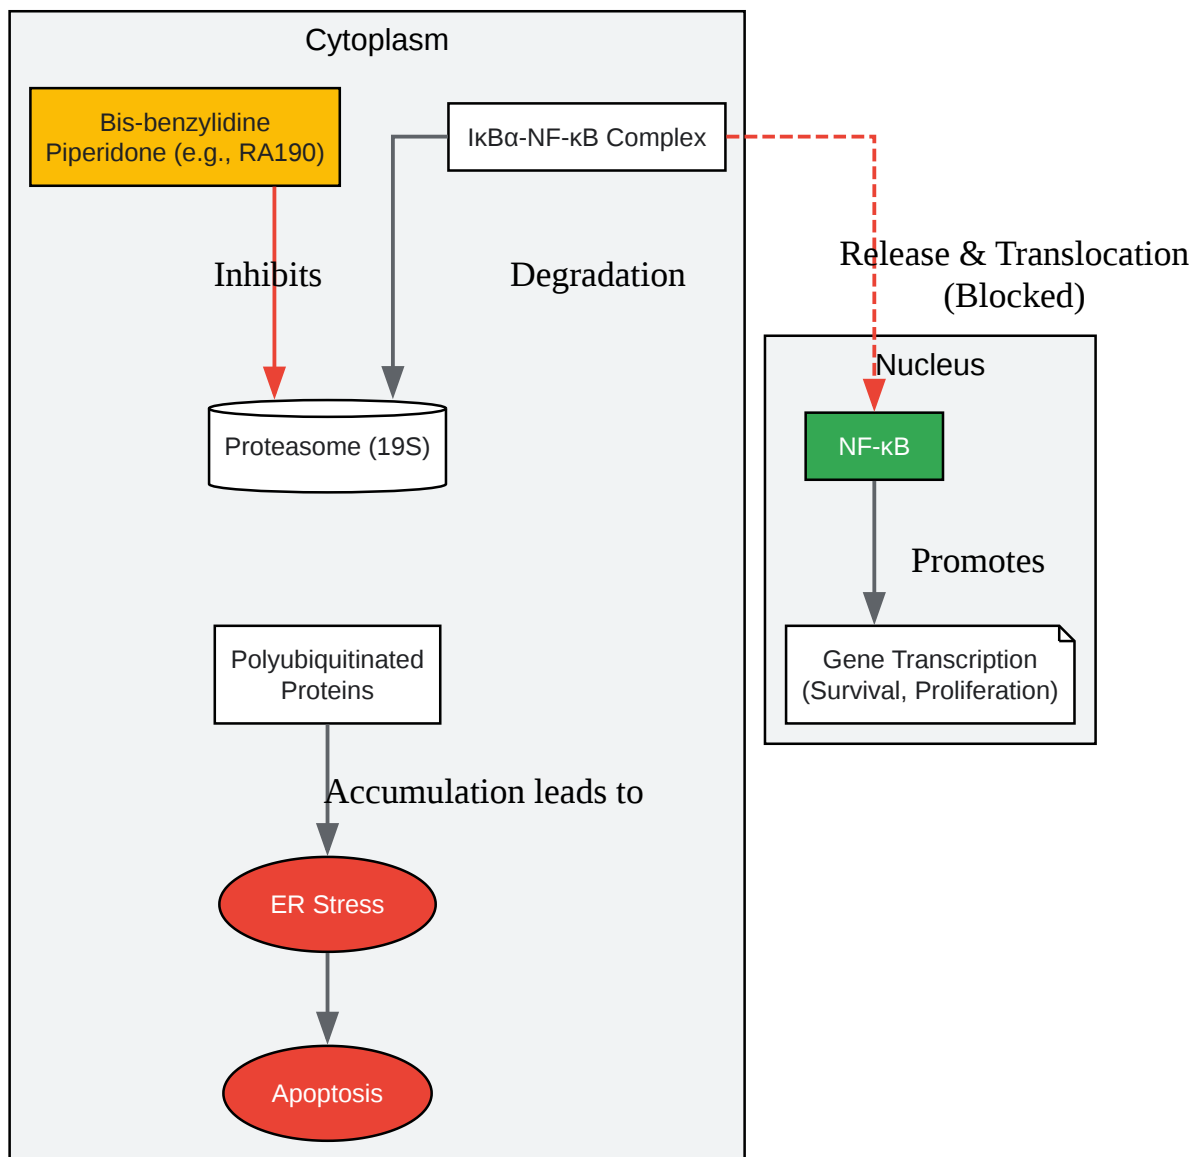 Cytoplasm
Bis-benzylidine
Piperidone (e.g., RA190)
IκBα-NF-κB Complex
Inhibits
Degradation
Release & Translocation
(Blocked)
Proteasome (19S)
Nucleus
NF-κB
Promotes
Gene Transcription
(Survival, Proliferation)
Polyubiquitinated
Proteins
Accumulation leads to
ER Stress
Apoptosis